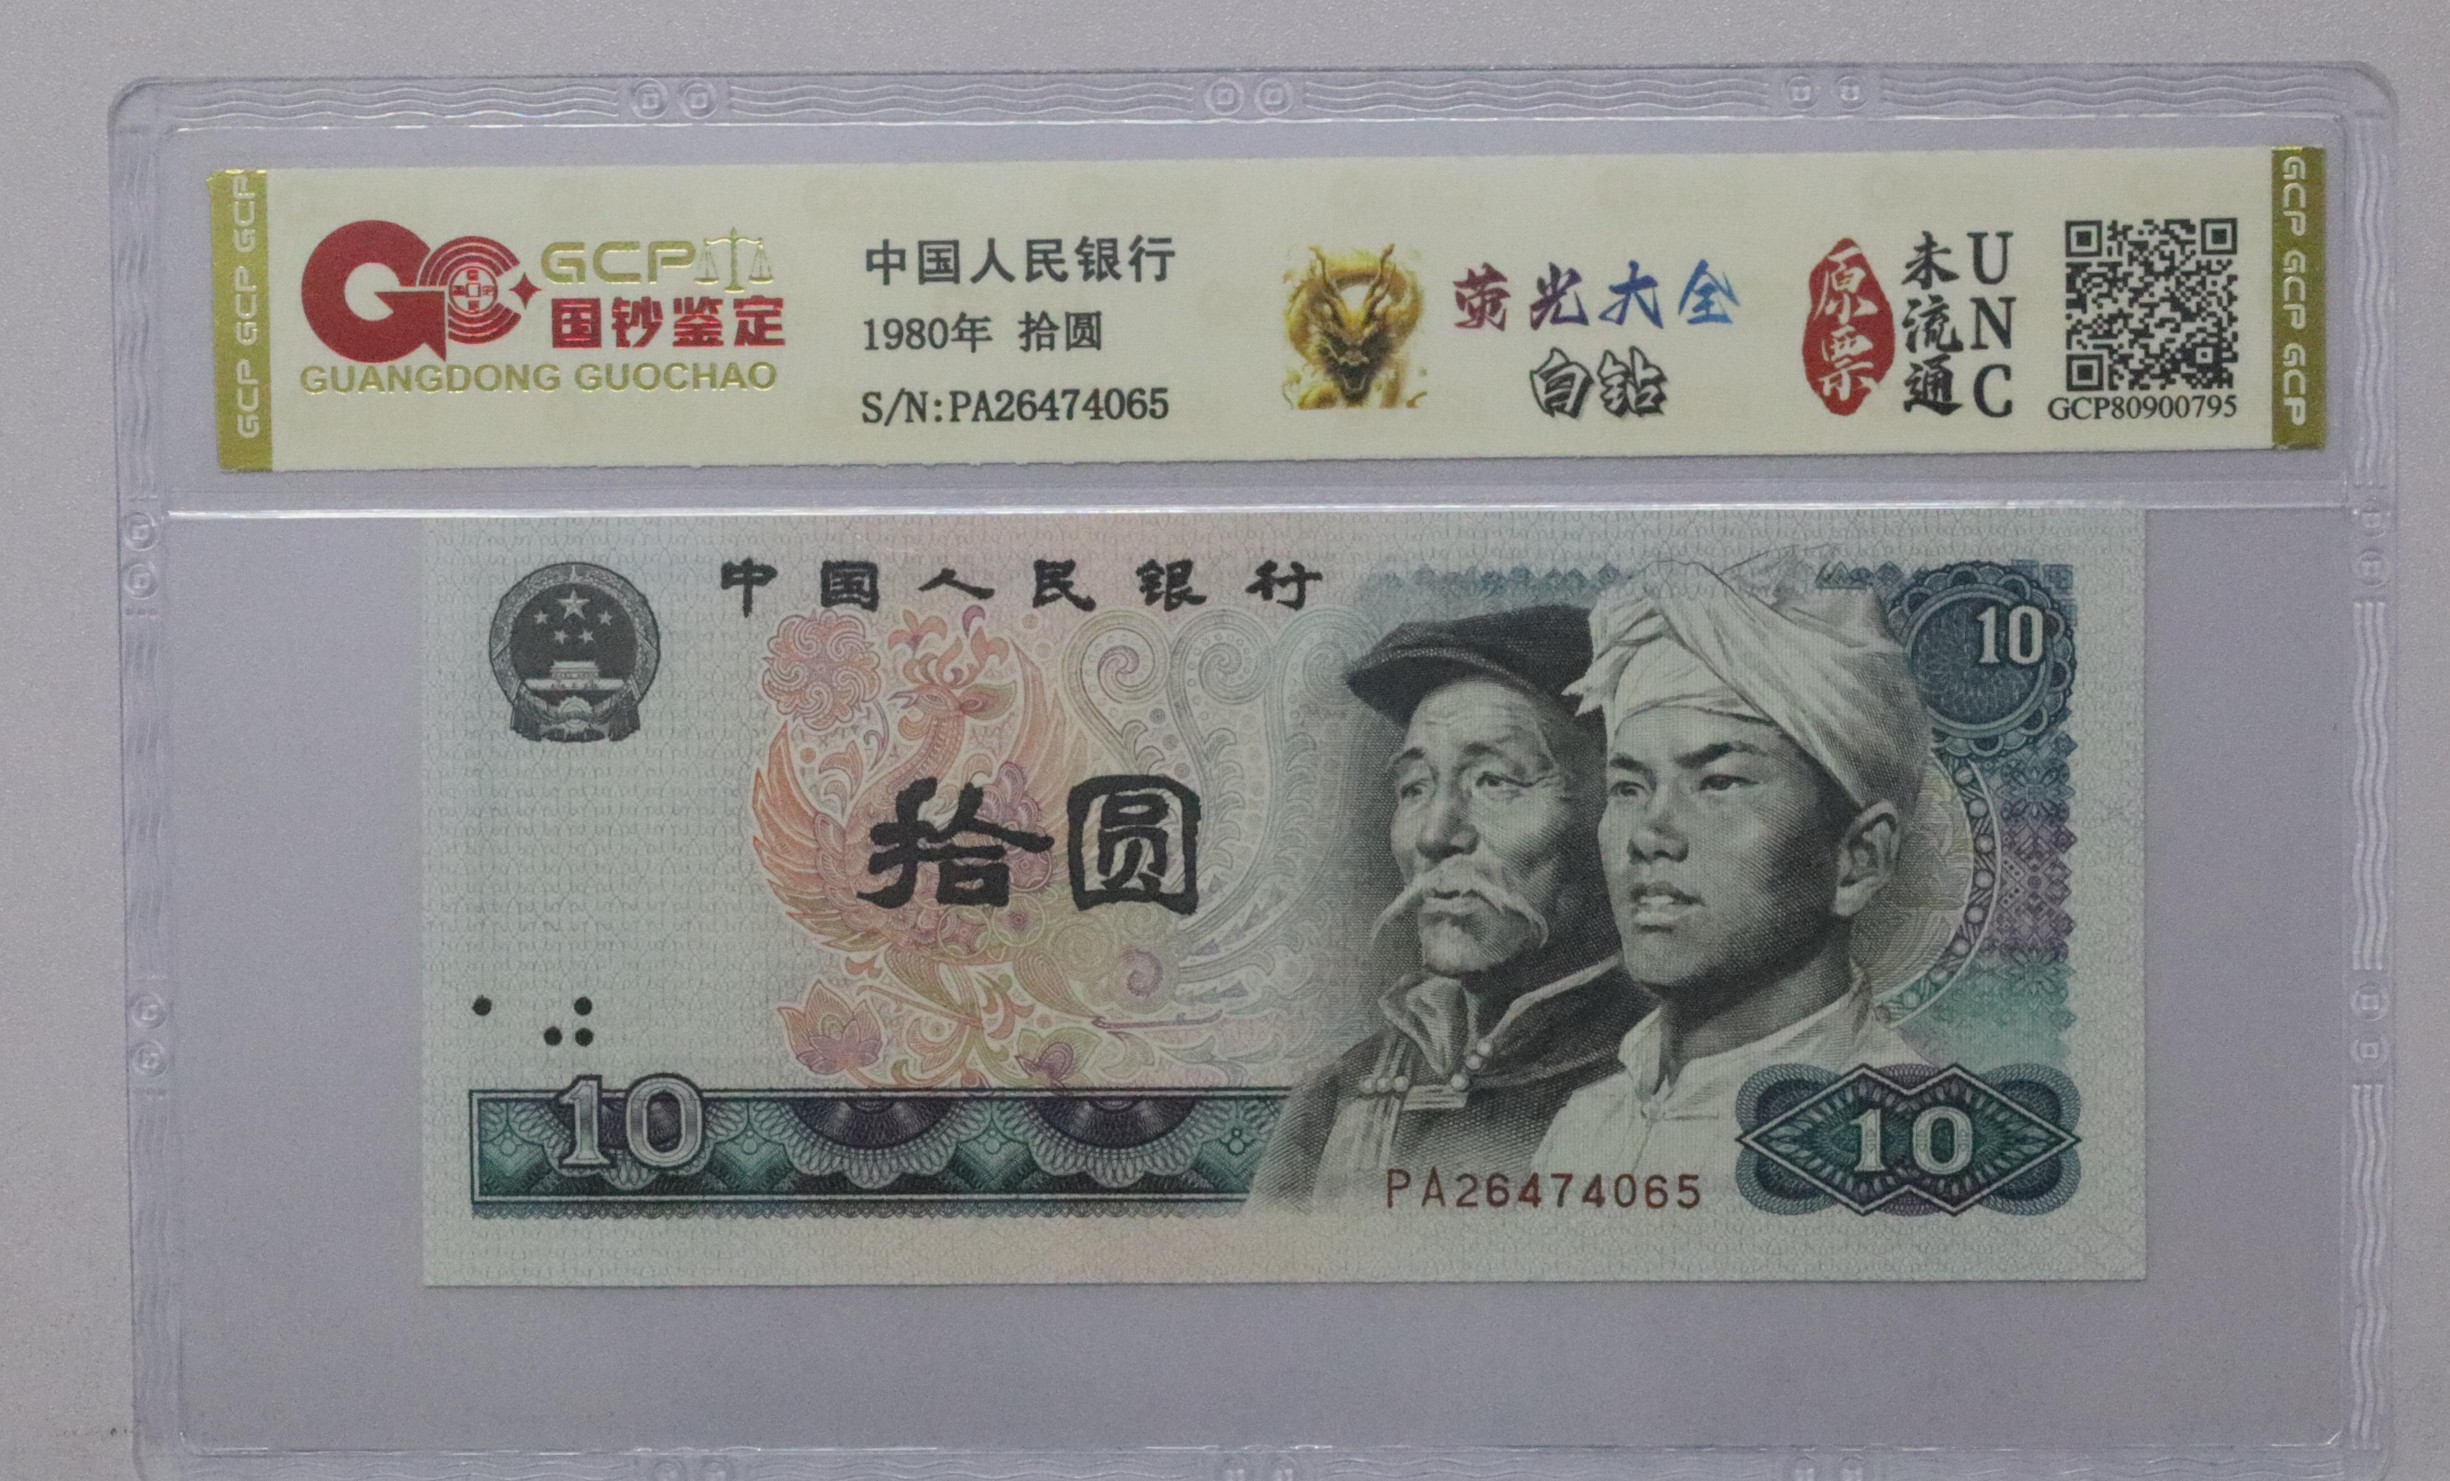 GCP GCP GCP
GCP
国钞鉴定
GUANGDONG GUOCHAO
中国人民银行
1980年 拾圆
S/N:PA26474065
荧光大全
白钻
原票
未流通
UNC
GCP80900795
GCP GCP GCP
中国人民银行
10
拾圆
10
PA26474065
10